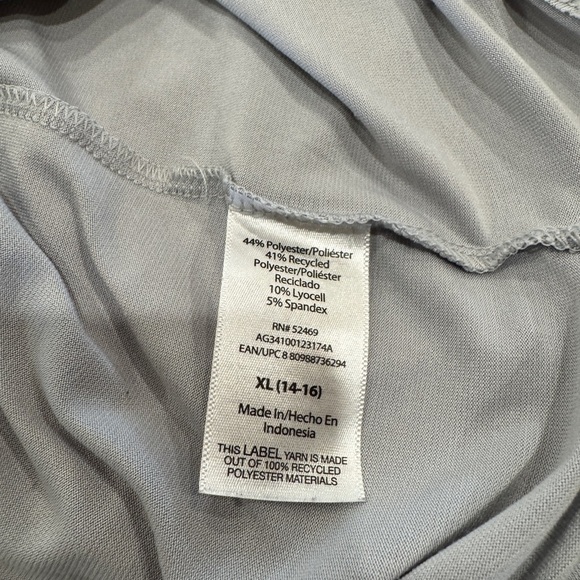 44% Polyester/Poliéster
41% Recycled
Polyester/Poliéster
Reciclado
10% Lyocell
5% Spandex
RN# 52469
AG34100123174A
EAN/UPC 8 80988736294
XL (14-16)
Made In/Hecho En
Indonesia
THIS LABEL YARN IS MADE
OUT OF 100% RECYCLED
POLYESTER MATERIALS